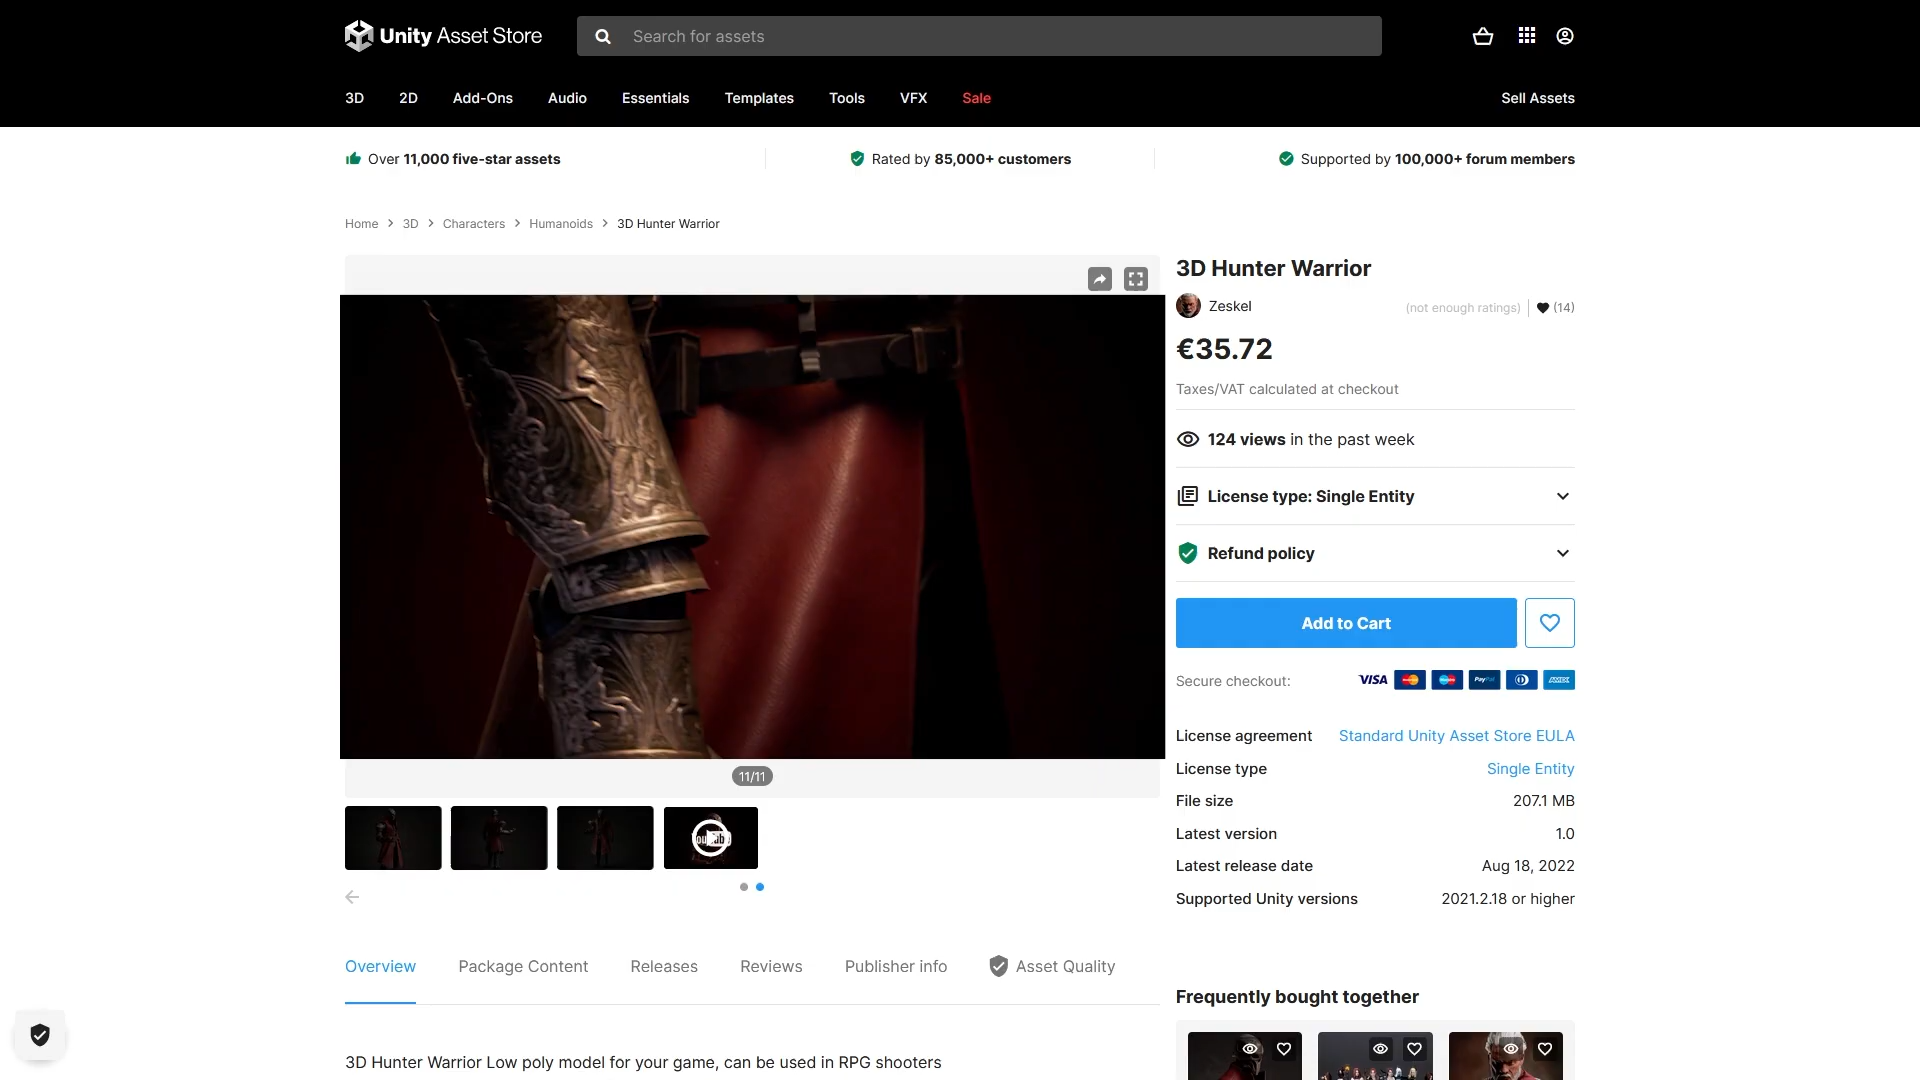 Unity Asset Store
Search for assets
3D 2D Add-Ons Audio Essentials Templates Tools VFX Sale Sell Assets
Over 11,000 five-star assets
Rated by 85,000+ customers
Supported by 100,000+ forum members
Home > 3D > Characters > Humanoids > 3D Hunter Warrior
3D Hunter Warrior
Zeskel
(not enough ratings) | (14)
€35.72
Taxes/VAT calculated at checkout
124 views in the past week
License type: Single Entity
Refund policy
Add to Cart
Secure checkout: VISA PayPal AMEX
License agreement Standard Unity Asset Store EULA
License type Single Entity
File size 207.1 MB
Latest version 1.0
Latest release date Aug 18, 2022
Supported Unity versions 2021.2.18 or higher
11/11
Overview Package Content Releases Reviews Publisher info Asset Quality
Frequently bought together
3D Hunter Warrior Low poly model for your game, can be used in RPG shooters